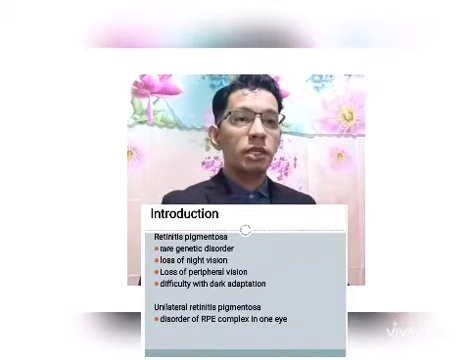 Introduction
Retinitis pigmentosa
rare genetic disorder
loss of night vision
Loss of peripheral vision
difficulty with dark adaptation
Unilateral retinitis pigmentosa
disorder of RPE complex in one eye